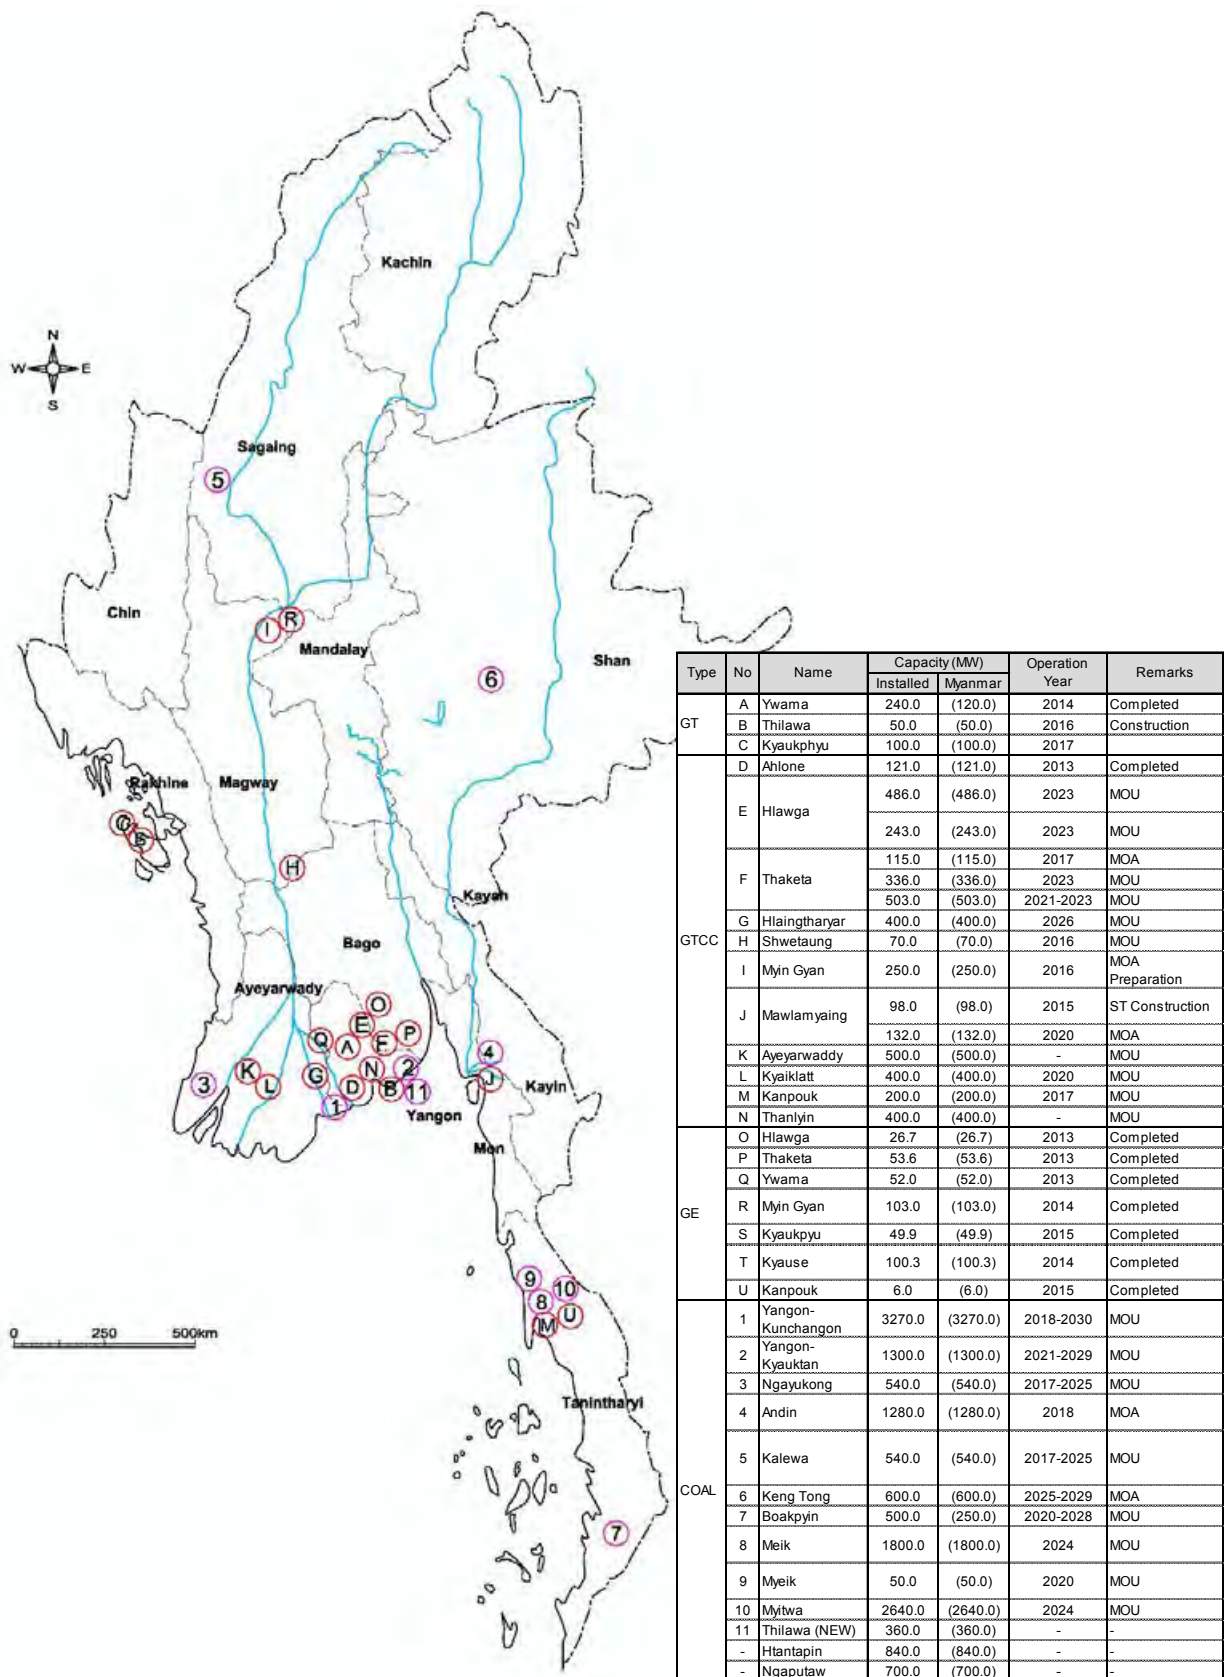 N
W E
S
Kachin
Sagaing
5
Chin
I R
Mandalay
Shan
6
Rakhine
Magway
C
S
H
Kayah
Bago
Ayeyarwady
O
E
P
Q A F
4
K L G N 2
3 D B 11 J
1
Kayin
Yangon
Mon
9 10
8 U
M
0 250 500km
Tanintharyi
7
Type No Name Capacity (MW) Operation Year Remarks
Installed Myanmar
GT A Ywama 240.0 (120.0) 2014 Completed
B Thilawa 50.0 (50.0) 2016 Construction
C Kyaukphyu 100.0 (100.0) 2017
GTCC D Ahlone 121.0 (121.0) 2013 Completed
E Hlawga 486.0 (486.0) 2023 MOU
243.0 (243.0) 2023 MOU
F Thaketa 115.0 (115.0) 2017 MOA
336.0 (336.0) 2023 MOU
503.0 (503.0) 2021-2023 MOU
G Hlaingtharyar 400.0 (400.0) 2026 MOU
H Shwetaung 70.0 (70.0) 2016 MOU
I Myin Gyan 250.0 (250.0) 2016 MOA Preparation
J Mawlamyaing 98.0 (98.0) 2015 ST Construction
132.0 (132.0) 2020 MOA
K Ayeyarwaddy 500.0 (500.0) - MOU
L Kyaiklatt 400.0 (400.0) 2020 MOU
M Kanpouk 200.0 (200.0) 2017 MOU
N Thanlyin 400.0 (400.0) - MOU
GE O Hlawga 26.7 (26.7) 2013 Completed
P Thaketa 53.6 (53.6) 2013 Completed
Q Ywama 52.0 (52.0) 2013 Completed
R Myin Gyan 103.0 (103.0) 2014 Completed
S Kyaukpyu 49.9 (49.9) 2015 Completed
T Kyause 100.3 (100.3) 2014 Completed
U Kanpouk 6.0 (6.0) 2015 Completed
COAL 1 Yangon-Kunchangon 3270.0 (3270.0) 2018-2030 MOU
2 Yangon-Kyauktan 1300.0 (1300.0) 2021-2029 MOU
3 Ngayukong 540.0 (540.0) 2017-2025 MOU
4 Andin 1280.0 (1280.0) 2018 MOA
5 Kalewa 540.0 (540.0) 2017-2025 MOU
6 Keng Tong 600.0 (600.0) 2025-2029 MOA
7 Boakpyin 500.0 (250.0) 2020-2028 MOU
8 Meik 1800.0 (1800.0) 2024 MOU
9 Myeik 50.0 (50.0) 2020 MOU
10 Myitwa 2640.0 (2640.0) 2024 MOU
11 Thilawa (NEW) 360.0 (360.0) - -
- Htantapin 840.0 (840.0) - -
- Ngaputaw 700.0 (700.0) - -